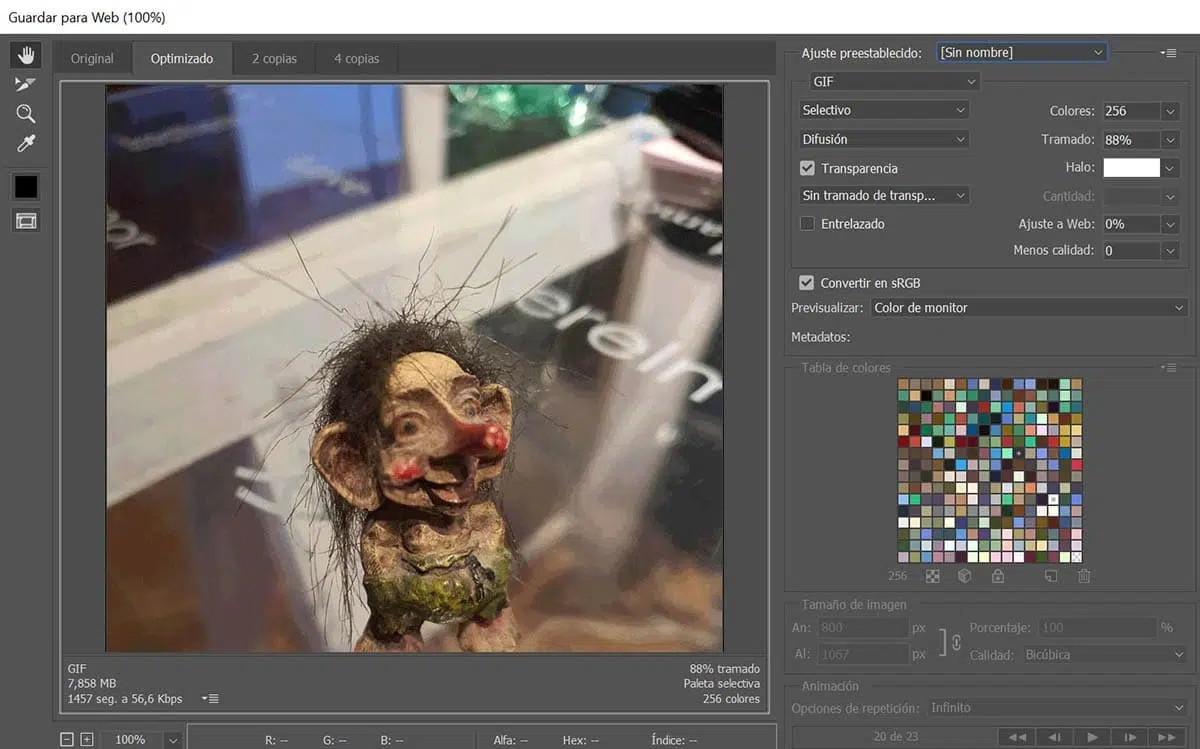 Guardar para Web (100%)
Original
Optimizado
2 copias
4 copias
Ajuste preestablecido:
[Sin nombre]
GIF
Selectivo
Colores:
256
Difusión
Tramado:
88%
Transparencia
Halo:
Sin tramado de transp...
Cantidad:
Entrelazado
Ajuste a Web:
0%
Menos calidad:
0
Convertir en sRGB
Previsualizar:
Color de monitor
Metadatos:
Tabla de colores
256
Tamaño de imagen
An:
800
px
Porcentaje:
100
%
Al:
1067
px
Calidad:
Bicúbica
Animación
Opciones de repetición:
Infinito
20 de 23
ereln
GIF
7,858 MB
1457 seg. a 56,6 Kbps
88% tramado
Paleta selectiva
256 colores
100%
R: --
G: --
B: --
Alfa: --
Hex: --
Índice: --